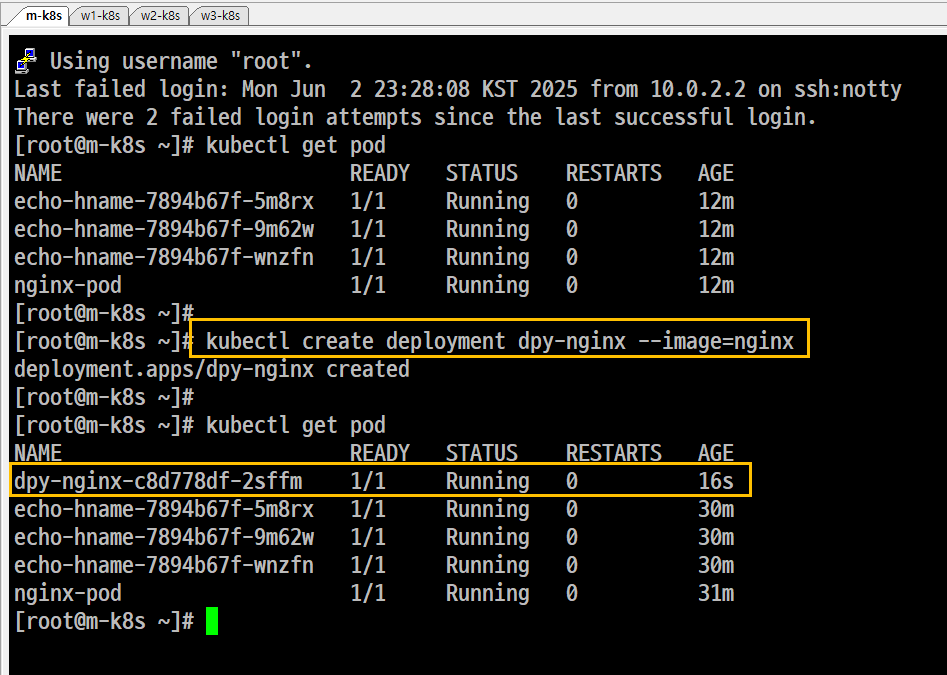 m-k8s w1-k8s w2-k8s w3-k8s
Using username "root".
Last failed login: Mon Jun  2 23:28:08 KST 2025 from 10.0.2.2 on ssh:notty
There were 2 failed login attempts since the last successful login.
[root@m-k8s ~]# kubectl get pod
NAME                        READY   STATUS    RESTARTS   AGE
echo-hname-7894b67f-5m8rx   1/1     Running   0          12m
echo-hname-7894b67f-9m62w   1/1     Running   0          12m
echo-hname-7894b67f-wnzfn   1/1     Running   0          12m
nginx-pod                   1/1     Running   0          12m
[root@m-k8s ~]#
[root@m-k8s ~]# kubectl create deployment dpy-nginx --image=nginx
deployment.apps/dpy-nginx created
[root@m-k8s ~]#
[root@m-k8s ~]# kubectl get pod
NAME                        READY   STATUS    RESTARTS   AGE
dpy-nginx-c8d778df-2sffm    1/1     Running   0          16s
echo-hname-7894b67f-5m8rx   1/1     Running   0          30m
echo-hname-7894b67f-9m62w   1/1     Running   0          30m
echo-hname-7894b67f-wnzfn   1/1     Running   0          30m
nginx-pod                   1/1     Running   0          31m
[root@m-k8s ~]#